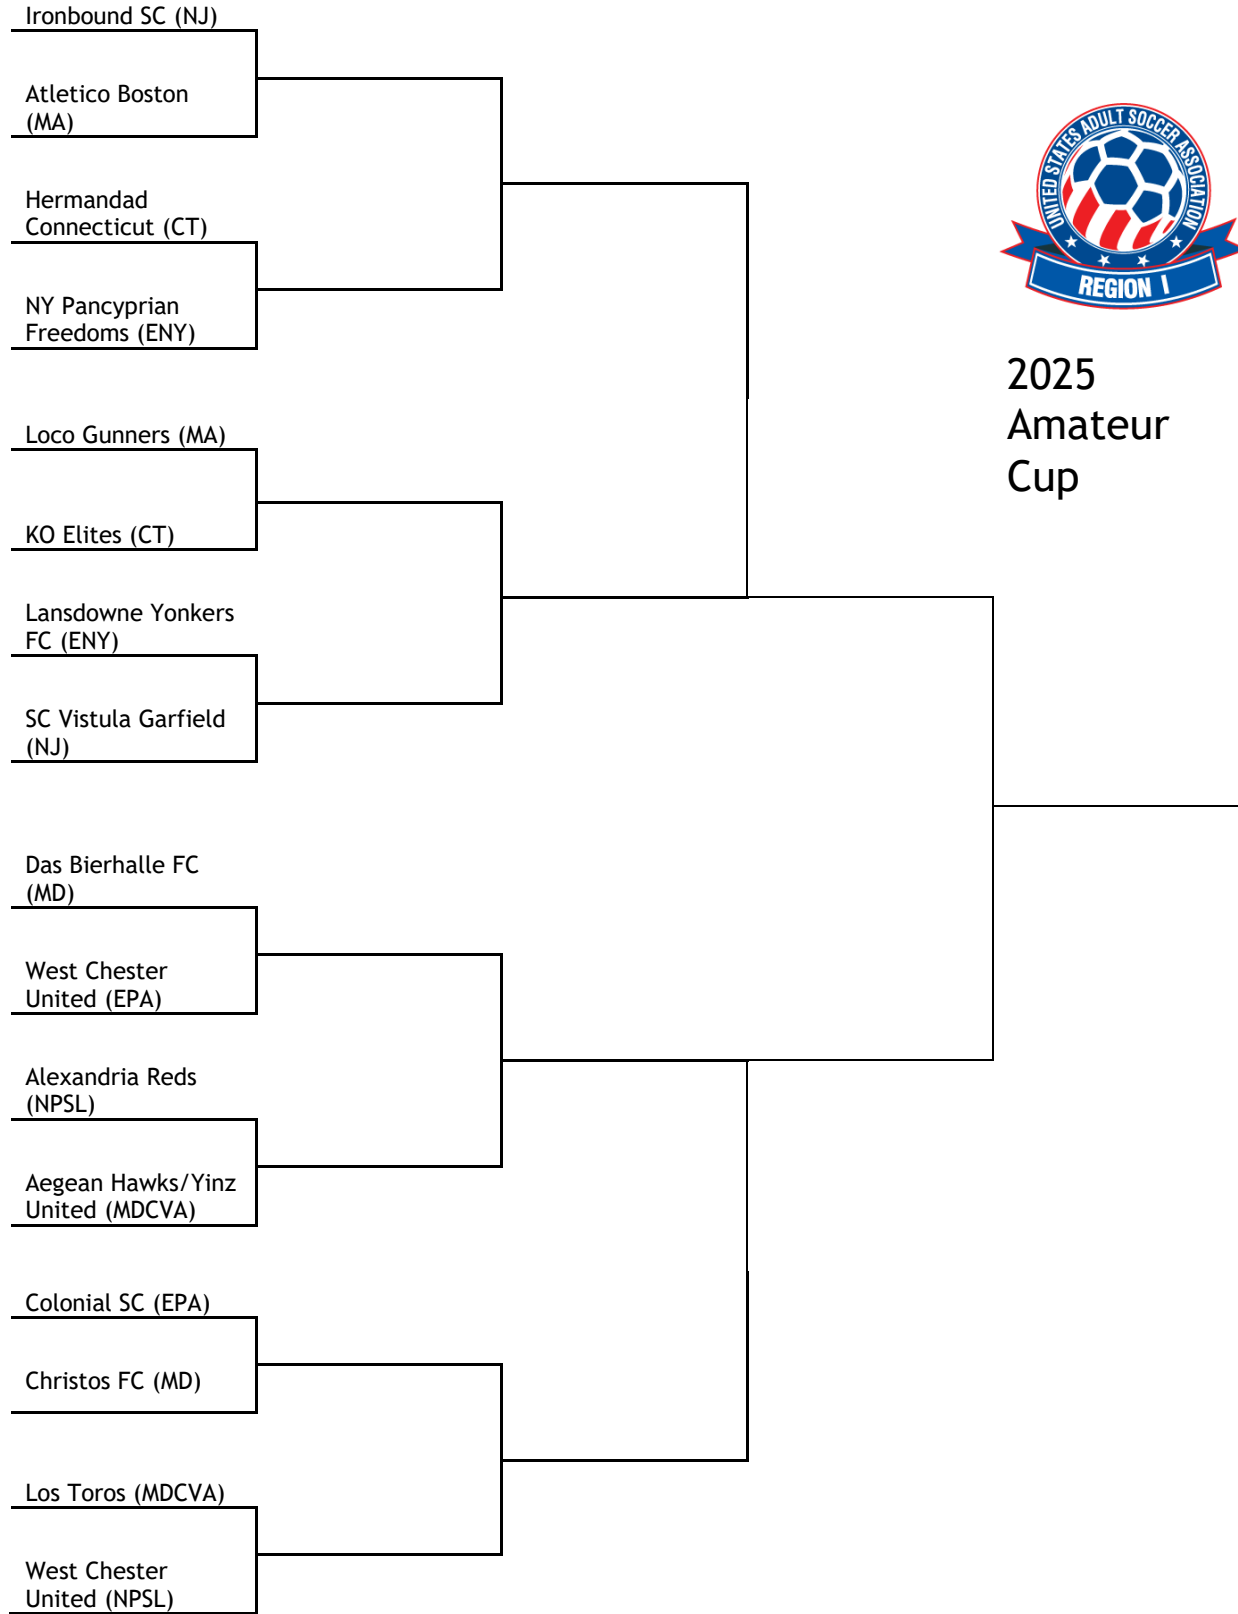 Ironbound SC (NJ)
Atletico Boston
(MA)
Hermandad
Connecticut (CT)
NY Pancyprian
Freedoms (ENY)
Loco Gunners (MA)
KO Elites (CT)
Lansdowne Yonkers
FC (ENY)
SC Vistula Garfield
(NJ)
Das Bierhalle FC
(MD)
West Chester
United (EPA)
Alexandria Reds
(NPSL)
Aegean Hawks/Yinz
United (MDCVA)
Colonial SC (EPA)
Christos FC (MD)
Los Toros (MDCVA)
West Chester
United (NPSL)
UNITED STATES ADULT SOCCER ASSOCIATION
REGION I
2025
Amateur
Cup